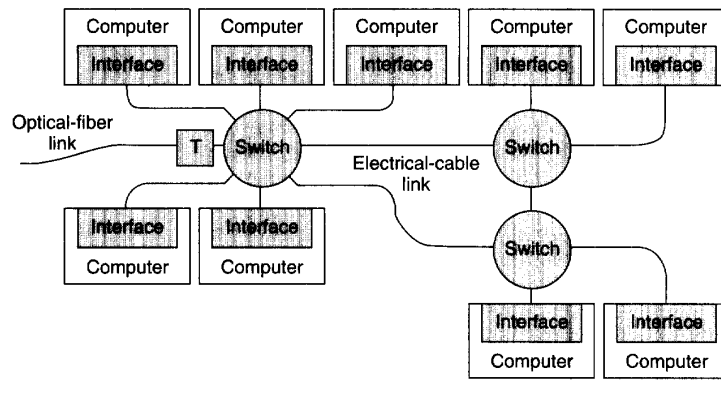 Computer Computer Computer Computer Computer
Interface Interface Interface Interface Interface
Optical-fiber
link
T
Switch
Electrical-cable
link
Switch
Interface Interface
Computer Computer
Switch
Interface Interface
Computer Computer